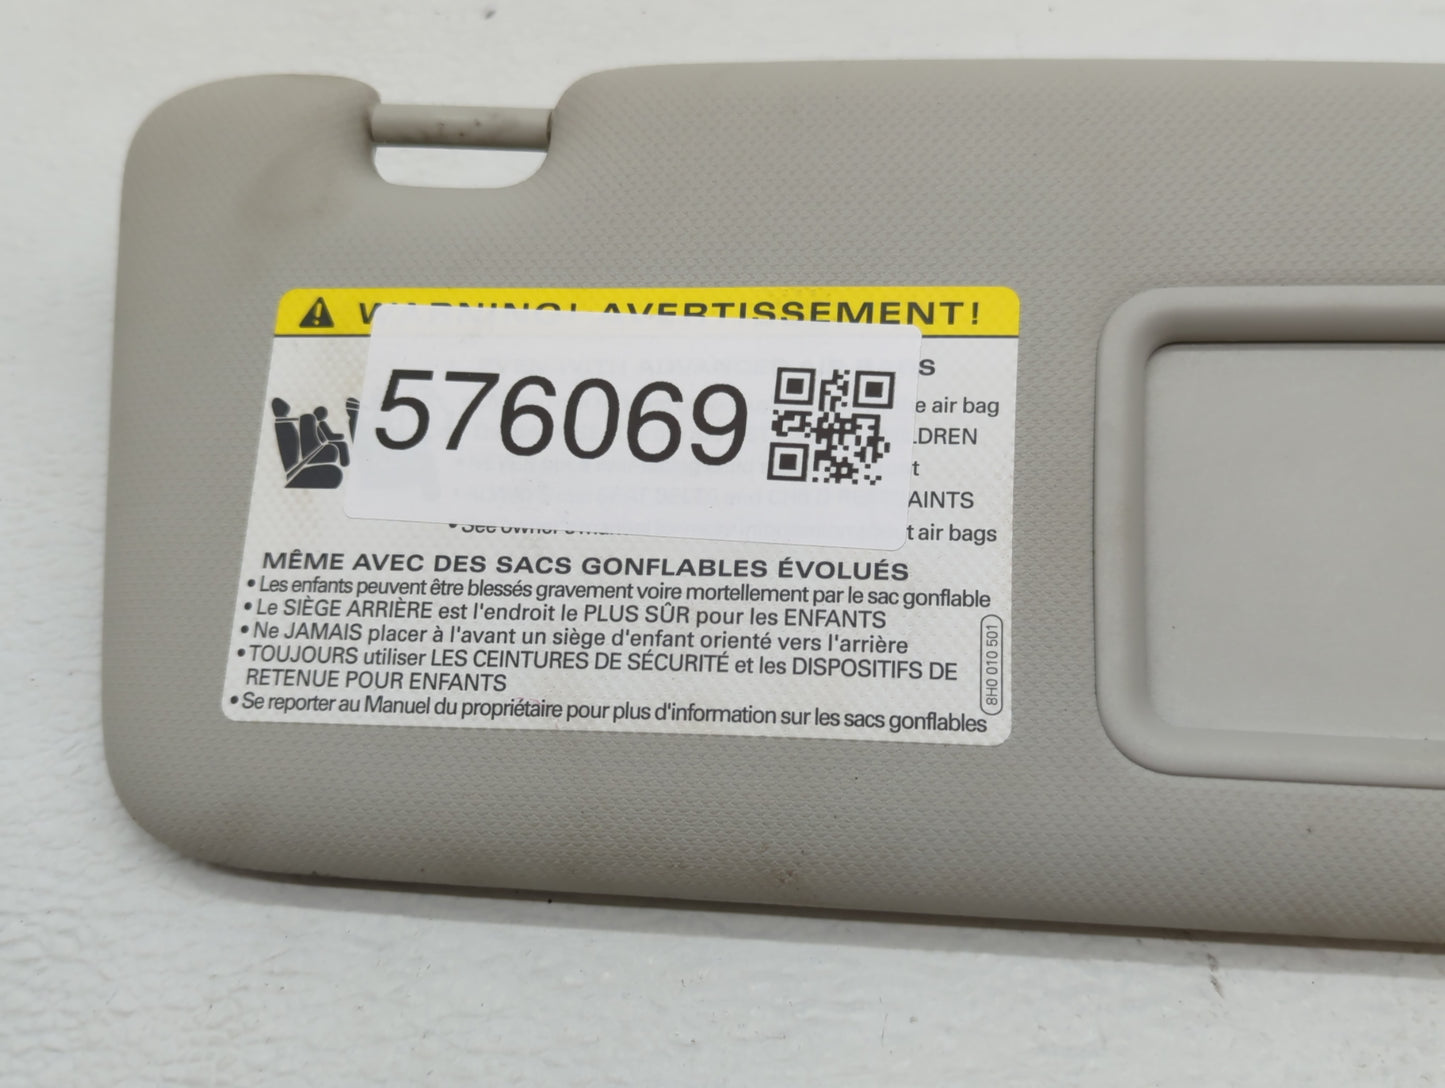 WARNING! AVERTISSEMENT!
576069
e air bag
LDREN
t
AINTS
t air bags
MÊME AVEC DES SACS GONFLABLES ÉVOLUÉS
• Les enfants peuvent être blessés gravement voire mortellement par le sac gonflable
• Le SIÈGE ARRIÈRE est l'endroit le PLUS SÛR pour les ENFANTS
• Ne JAMAIS placer à l'avant un siège d'enfant orienté vers l'arrière
• TOUJOURS utiliser LES CEINTURES DE SÉCURITÉ et les DISPOSITIFS DE
RETENUE POUR ENFANTS
• Se reporter au Manuel du propriétaire pour plus d'information sur les sacs gonflables
8H0 010 501